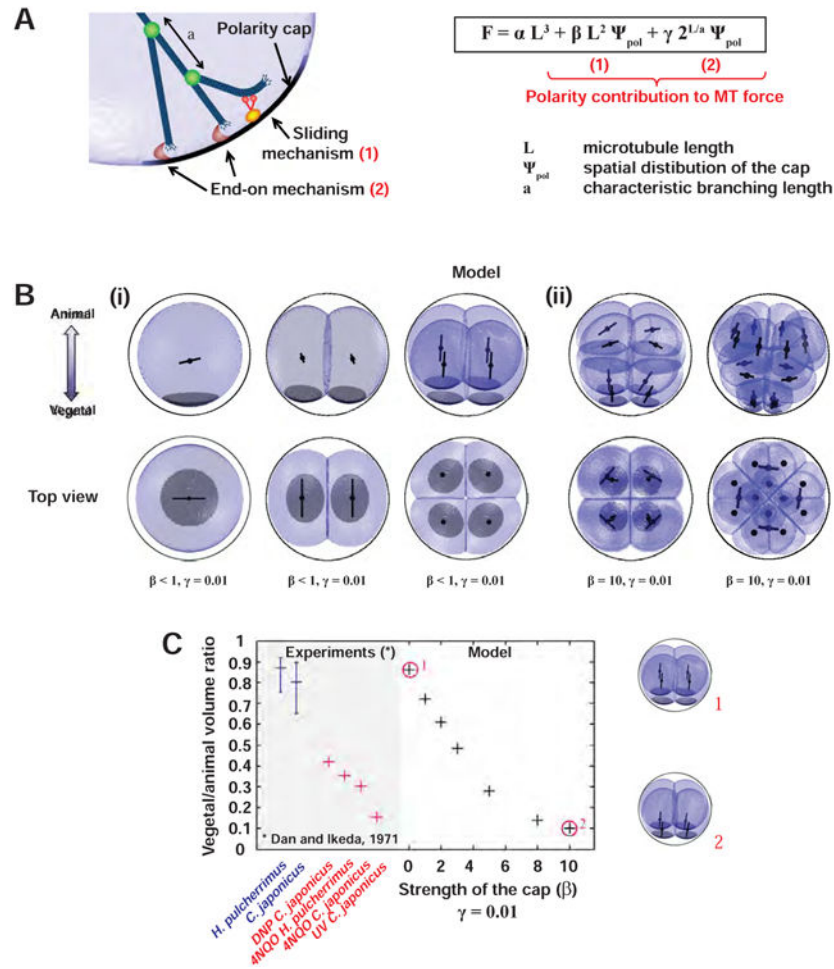 A
a
Polarity cap
Sliding
mechanism (1)
End-on mechanism (2)
F = α L³ + β L² Ψpol + γ 2^L/a Ψpol
(1) (2)
Polarity contribution to MT force
L microtubule length
Ψpol spatial distibution of the cap
a characteristic branching length
Model
B (i) (ii)
Animal
Vegetal
Top view
β < 1, γ = 0.01 β < 1, γ = 0.01 β < 1, γ = 0.01 β = 10, γ = 0.01 β = 10, γ = 0.01
C
Vegetal/animal volume ratio
1
0.9
0.8
0.7
0.6
0.5
0.4
0.3
0.2
0.1
0
Experiments (*) Model
1
2
* Dan and Ikeda, 1971
0 2 4 6 8 10
H. pulcherrimus
C. japonicus
DNP C. japonicus
4NQO H. pulcherrimus
4NQO C. japonicus
UV C. japonicus
Strength of the cap (β)
γ = 0.01
1
2